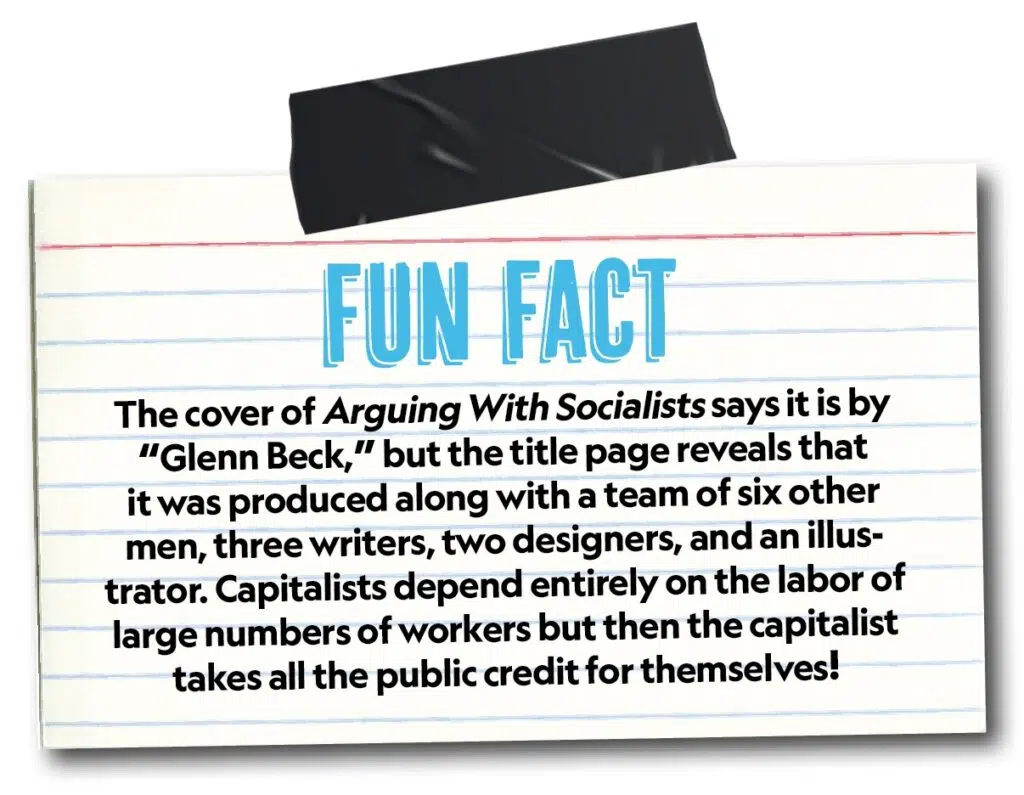 FUN FACT
The cover of Arguing With Socialists says it is by
“Glenn Beck,” but the title page reveals that
it was produced along with a team of six other
men, three writers, two designers, and an illus-
trator. Capitalists depend entirely on the labor of
large numbers of workers but then the capitalist
takes all the public credit for themselves!